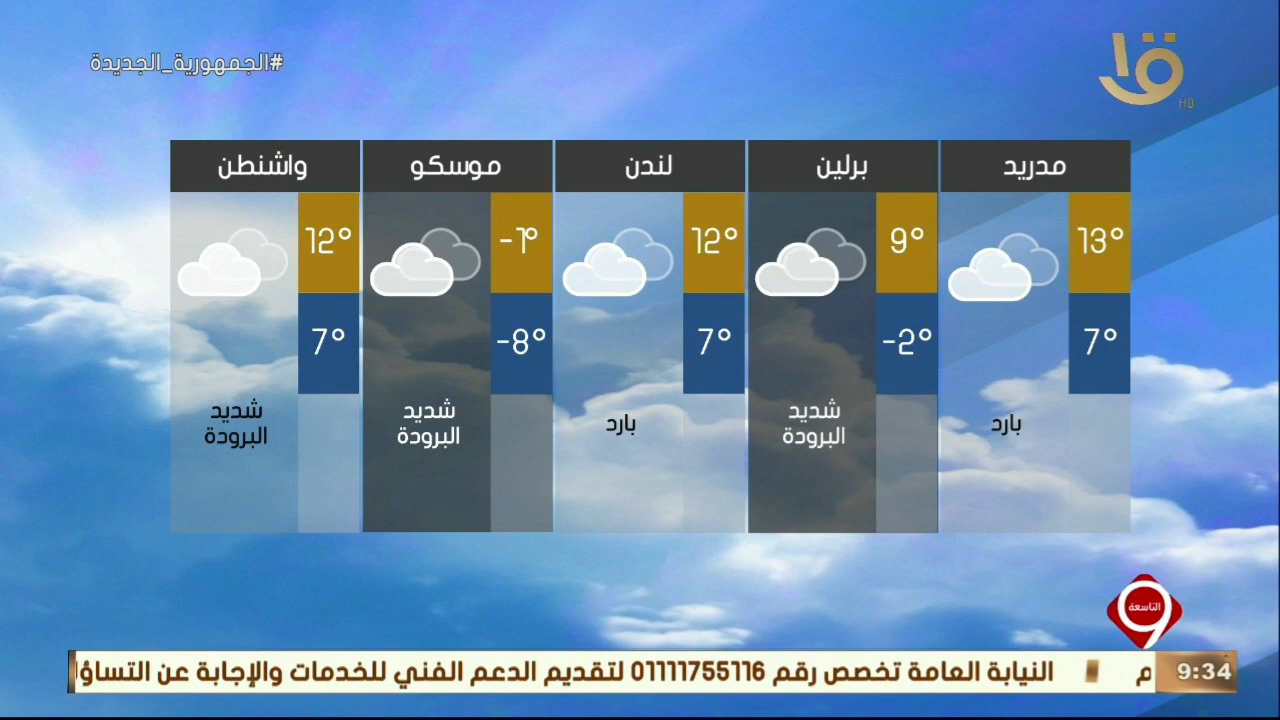 #الجمهورية_الجديدة
HD
مدريد
13°
7°
بارد
برلين
9°
-2°
شديد
البرودة
لندن
12°
7°
بارد
موسكو
-1°
-8°
شديد
البرودة
واشنطن
12°
7°
شديد
البرودة
التاسعة
9
9:34
م النيابة العامة تخصص رقم 01111755116 لتقديم الدعم الفني للخدمات والإجابة عن التساؤ